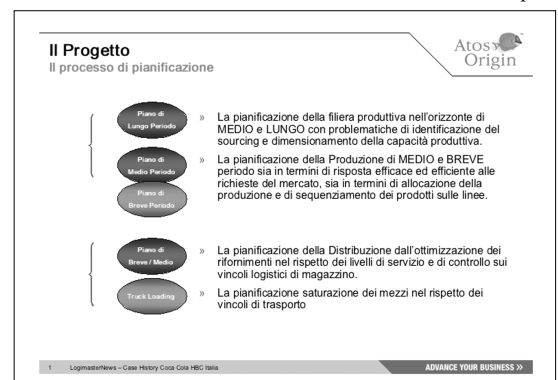 Il Progetto
Il processo di pianificazione
Atos
Origin
Piano di
Lungo Periodo
» La pianificazione della filiera produttiva nell'orizzonte di
MEDIO e LUNGO con problematiche di identificazione del
sourcing e dimensionamento della capacità produttiva.
Piano di
Medio Periodo
Piano di
Breve Periodo
» La pianificazione della Produzione di MEDIO e BREVE
periodo sia in termini di risposta efficace ed efficiente alle
richieste del mercato, sia in termini di allocazione della
produzione e di sequenziamento dei prodotti sulle linee.
Piano di
Breve / Medio
» La pianificazione della Distribuzione dall'ottimizzazione dei
rifornimenti nel rispetto dei livelli di servizio e di controllo sui
vincoli logistici di magazzino.
Truck Loading
» La pianificazione saturazione dei mezzi nel rispetto dei
vincoli di trasporto
1 LogimasterNews – Case History Coca Cola HBC Italia
ADVANCE YOUR BUSINESS »